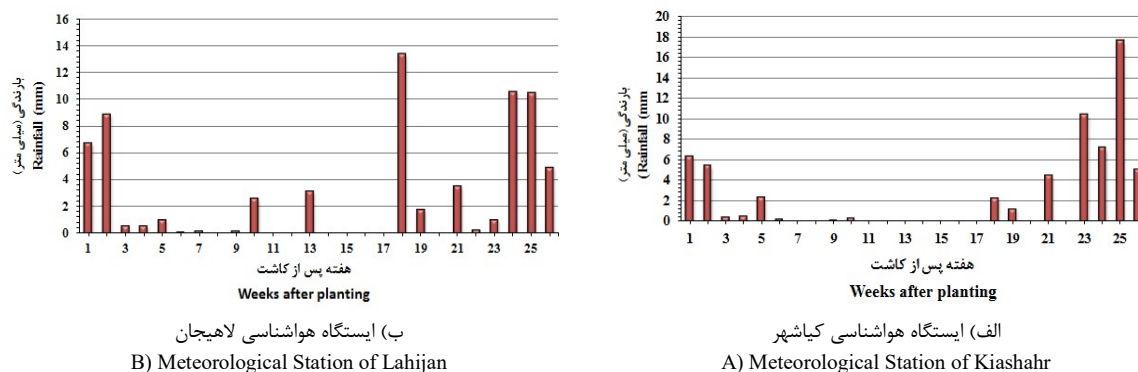 16
14
12
10
8
6
4
2
0
بارندگی (میلی متر)
Rainfall (mm)
1 3 5 7 9 11 13 15 17 19 21 23 25
هفته پس از کاشت
Weeks after planting
ب) ایستگاه هواشناسی لاهیجان
B) Meteorological Station of Lahijan
20
18
16
14
12
10
8
6
4
2
0
بارندگی (میلی متر)
(Rainfall (mm)
1 3 5 7 9 11 13 15 17 19 21 23 25
هفته پس از کاشت
Weeks after planting
الف) ایستگاه هواشناسی کیاشهر
A) Meteorological Station of Kiashahr